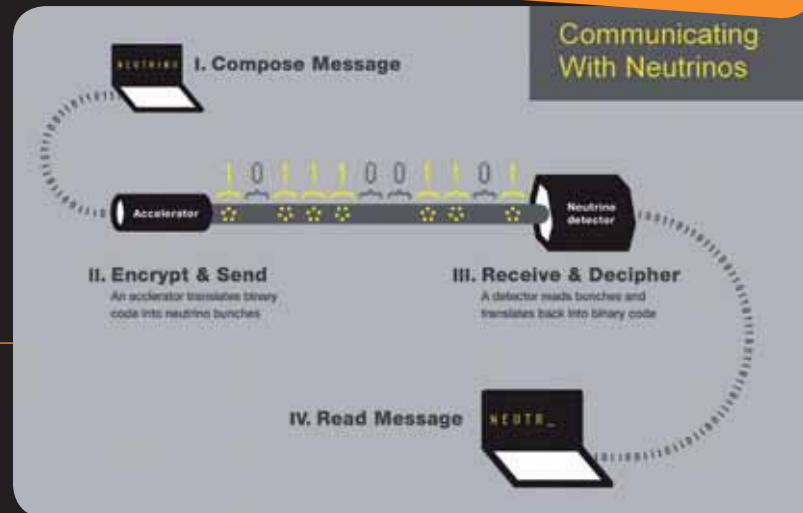 Communicating
With Neutrinos
NEUTRINO
I. Compose Message
1 0 1 1 1 0 0 1 1 0 1
Accelerator
Neutrino
detector
II. Encrypt & Send
An acclerator translates binary
code into neutrino bunches
III. Receive & Decipher
A detector reads bunches and
translates back into binary code
IV. Read Message
NEUTR_